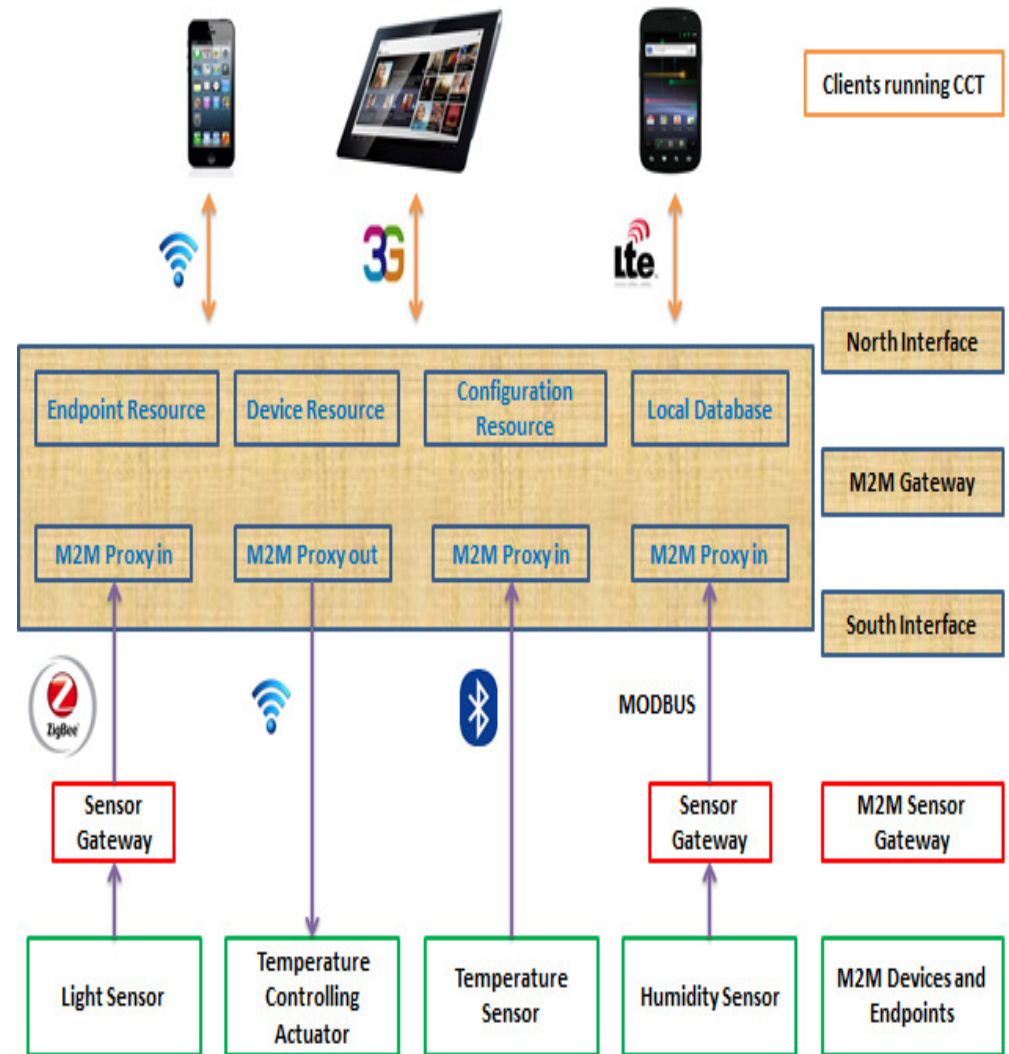 Clients running CCT
3G
Lte
North Interface
Endpoint Resource
Device Resource
Configuration
Resource
Local Database
M2M Gateway
M2M Proxy in
M2M Proxy out
M2M Proxy in
M2M Proxy in
South Interface
ZigBee
MODBUS
Sensor
Gateway
Sensor
Gateway
M2M Sensor
Gateway
Light Sensor
Temperature
Controlling
Actuator
Temperature
Sensor
Humidity Sensor
M2M Devices and
Endpoints